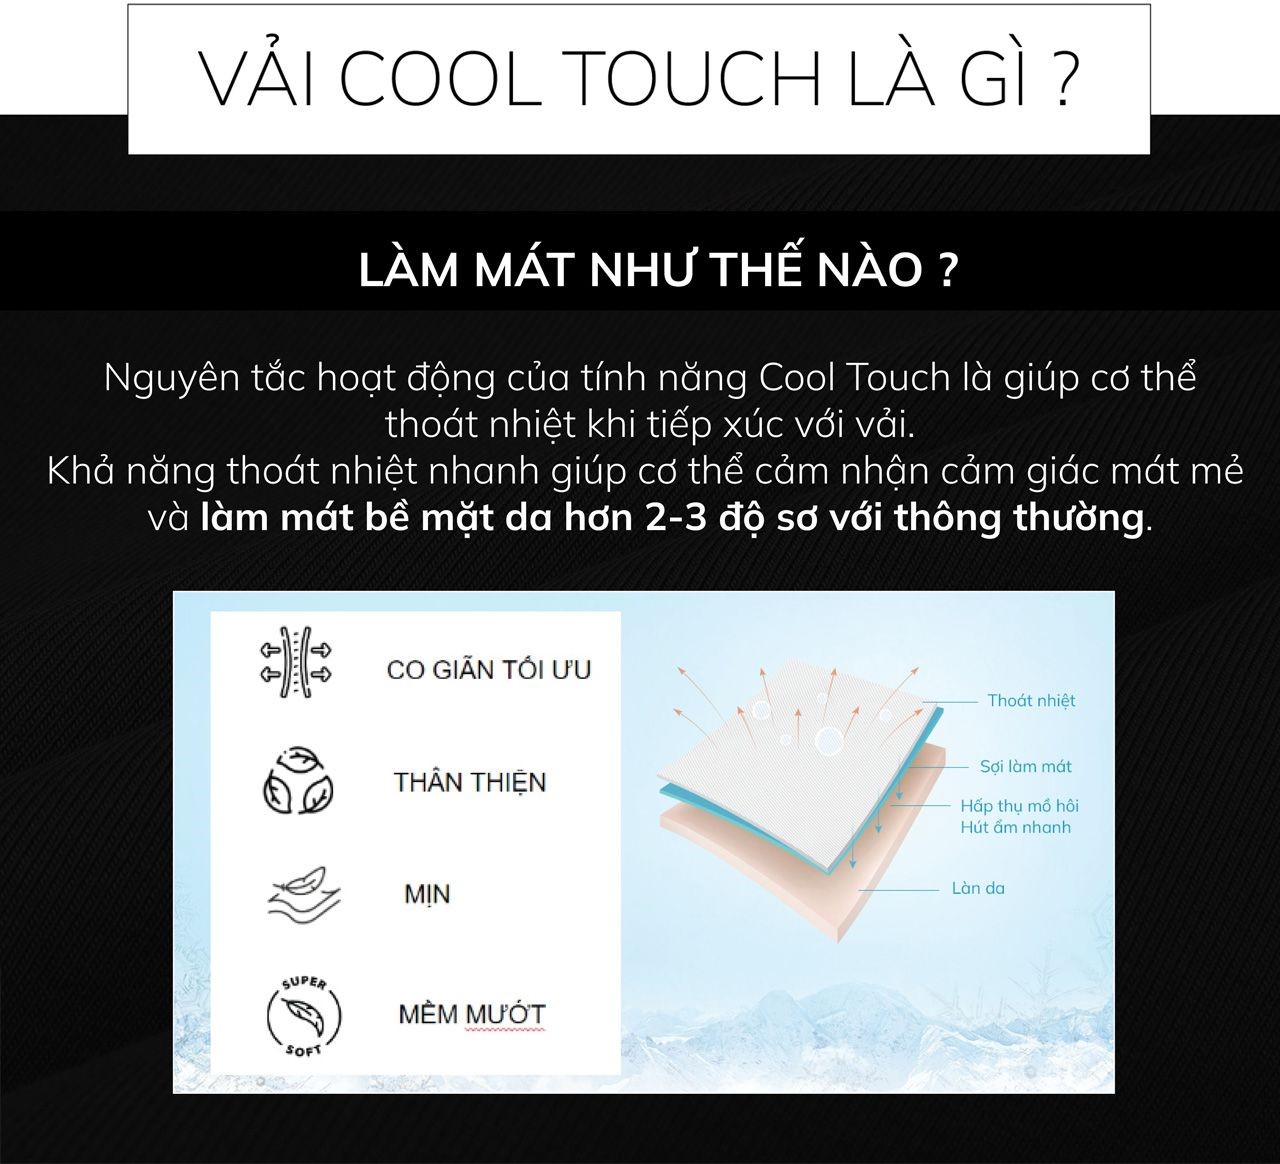 VẢI COOL TOUCH LÀ GÌ ?
LÀM MÁT NHƯ THẾ NÀO ?
Nguyên tắc hoạt động của tính năng Cool Touch là giúp cơ thể
thoát nhiệt khi tiếp xúc với vải.
Khả năng thoát nhiệt nhanh giúp cơ thể cảm nhận cảm giác mát mẻ
và làm mát bề mặt da hơn 2-3 độ sơ với thông thường.
CO GIÃN TỐI ƯU
THÂN THIỆN
MỊN
SUPER
SOFT
MỀM MƯỚT
Thoát nhiệt
Sợi làm mát
Hấp thụ mồ hôi
Hút ẩm nhanh
Làn da